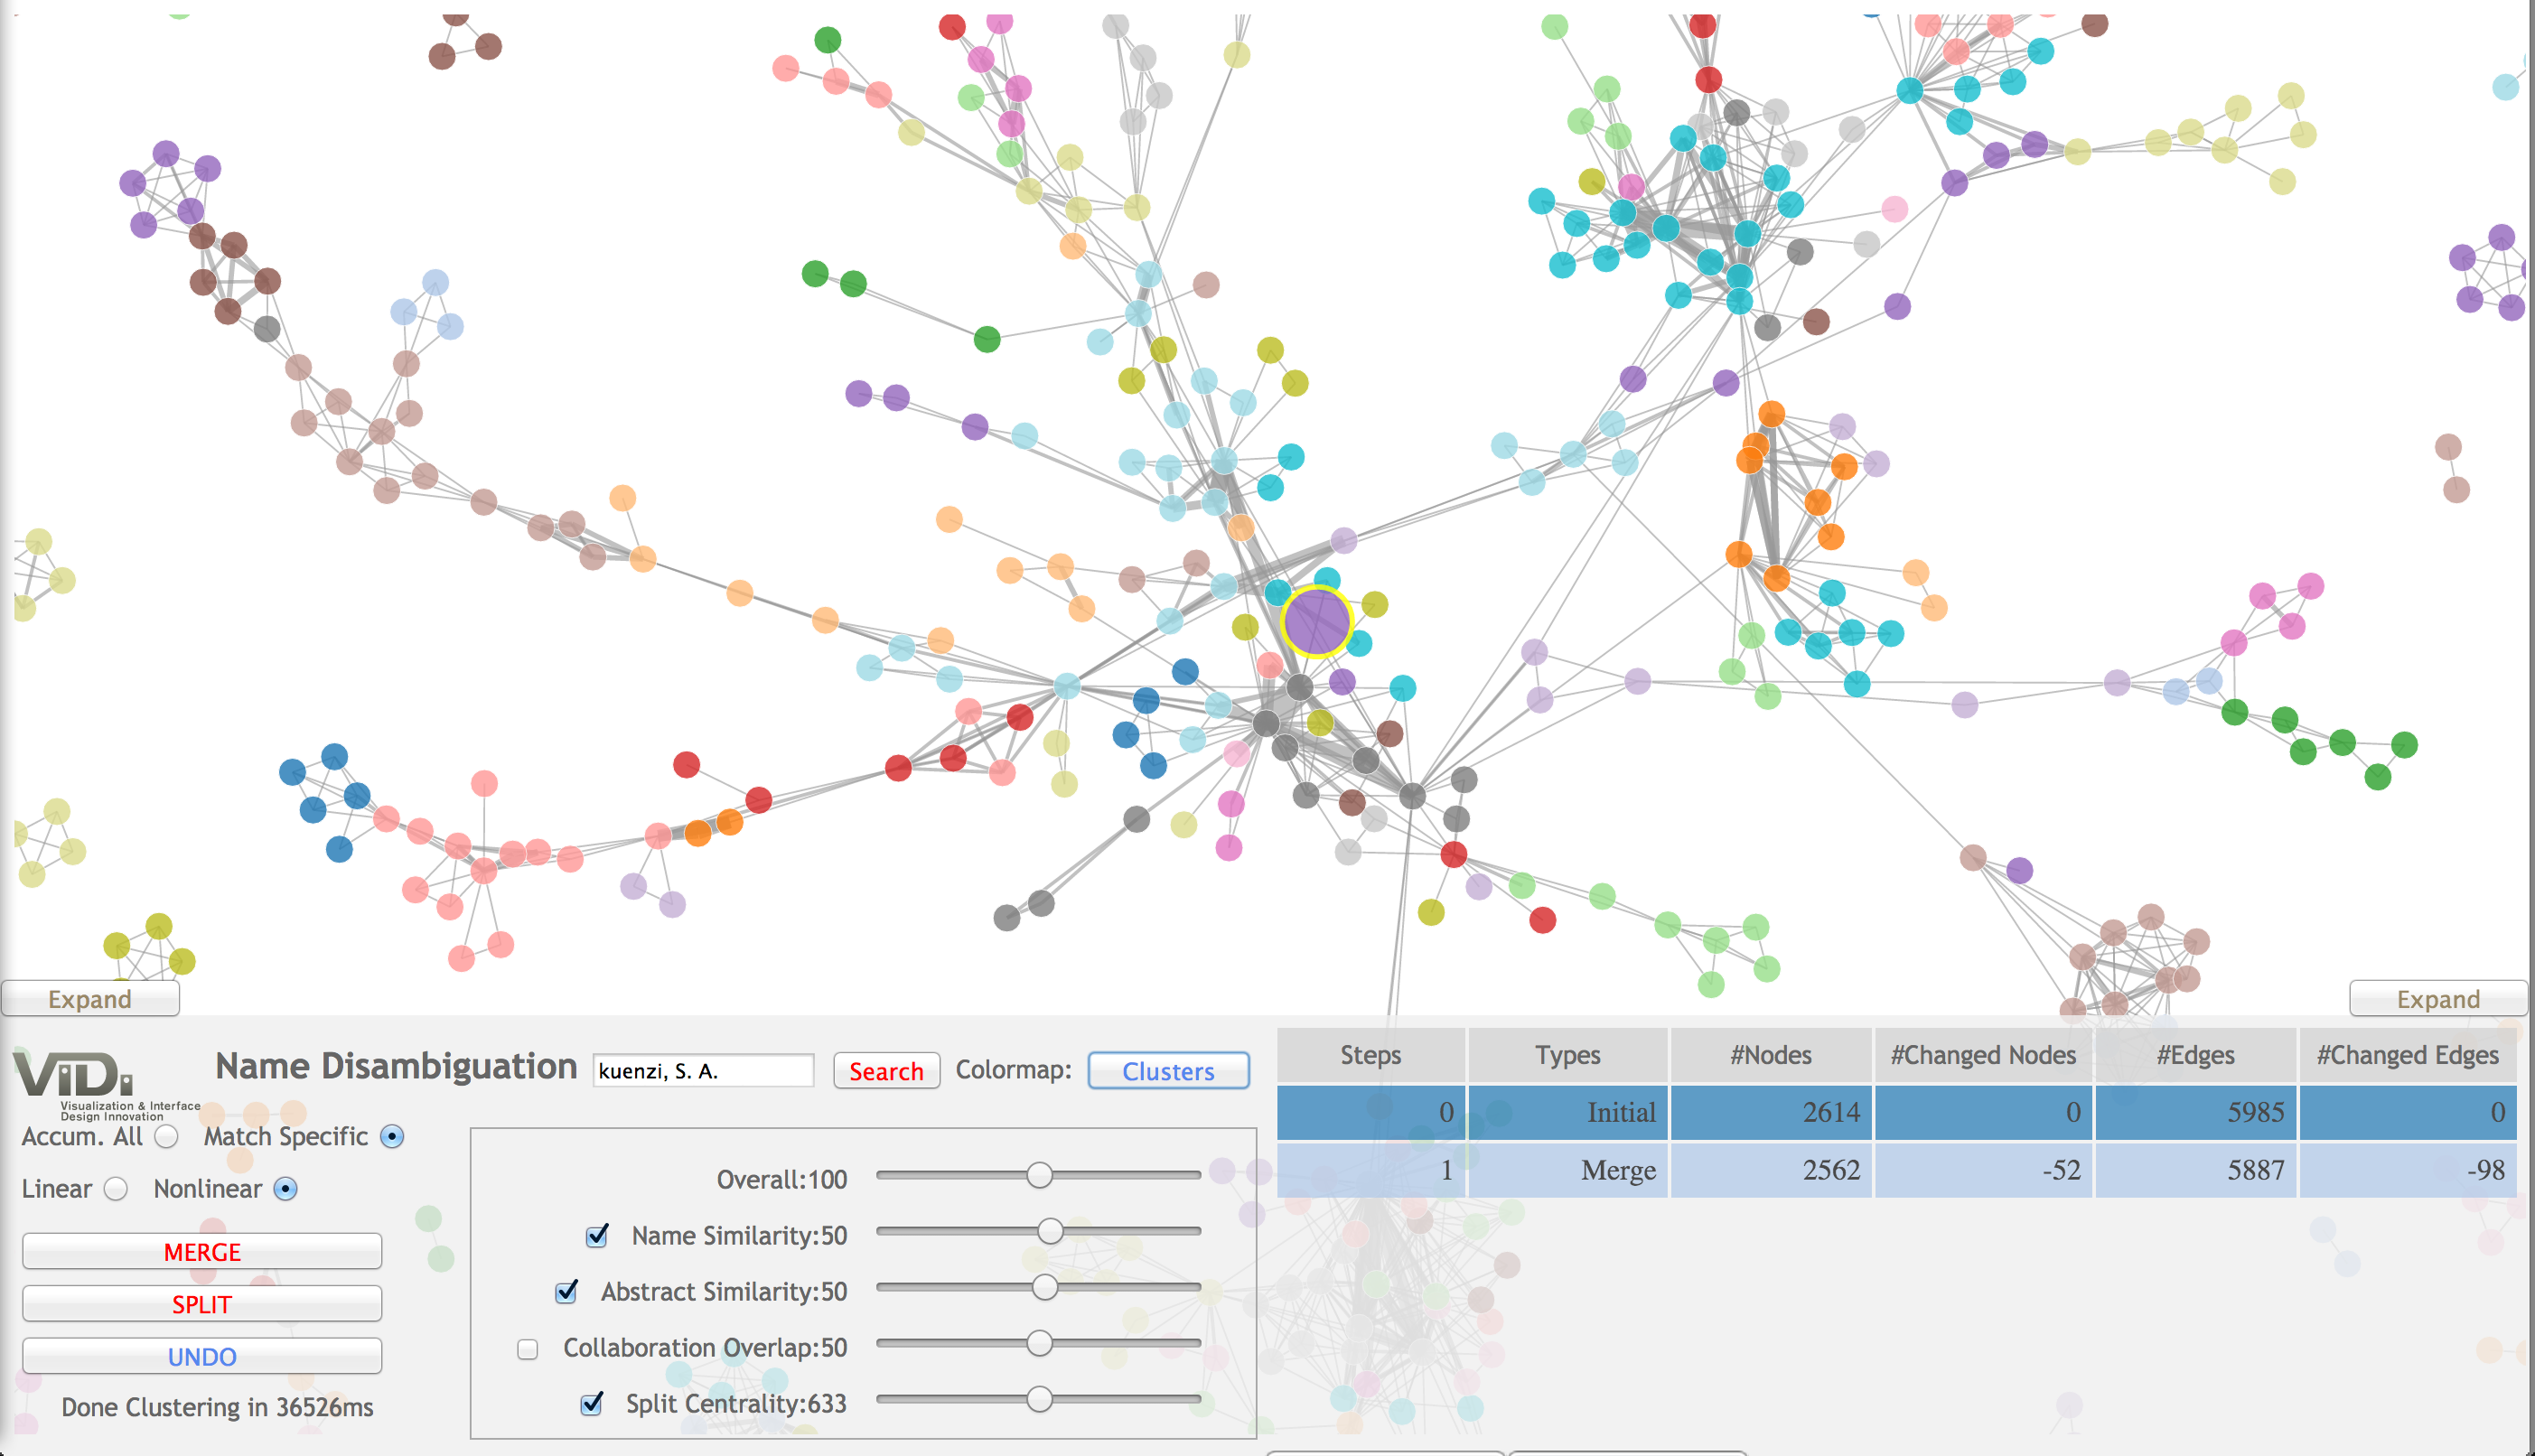 Expand
Expand
ViDi
Visualization & Interface
Design Innovation
Name Disambiguation
kuenzi, S. A.
Search
Colormap:
Clusters
Accum. All
Match Specific
Linear
Nonlinear
MERGE
SPLIT
UNDO
Done Clustering in 36526ms
Overall:100
Name Similarity:50
Abstract Similarity:50
Collaboration Overlap:50
Split Centrality:633
Steps Types #Nodes #Changed Nodes #Edges #Changed Edges
0 Initial 2614 0 5985 0
1 Merge 2562 -52 5887 -98